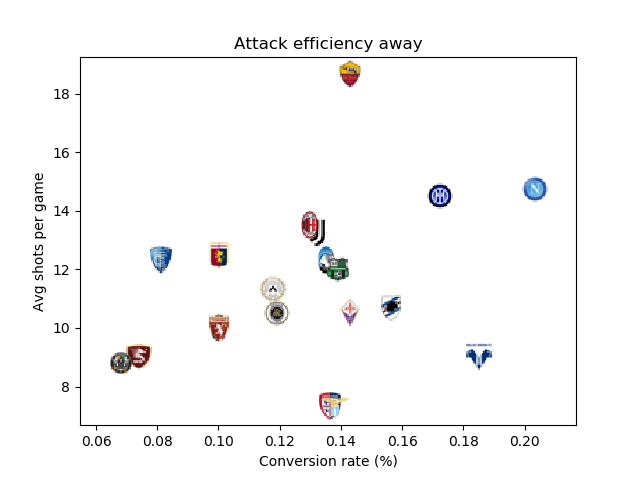 Attack efficiency away
Avg shots per game
18
16
14
12
10
8
0.06 0.08 0.10 0.12 0.14 0.16 0.18 0.20
Conversion rate (%)
N